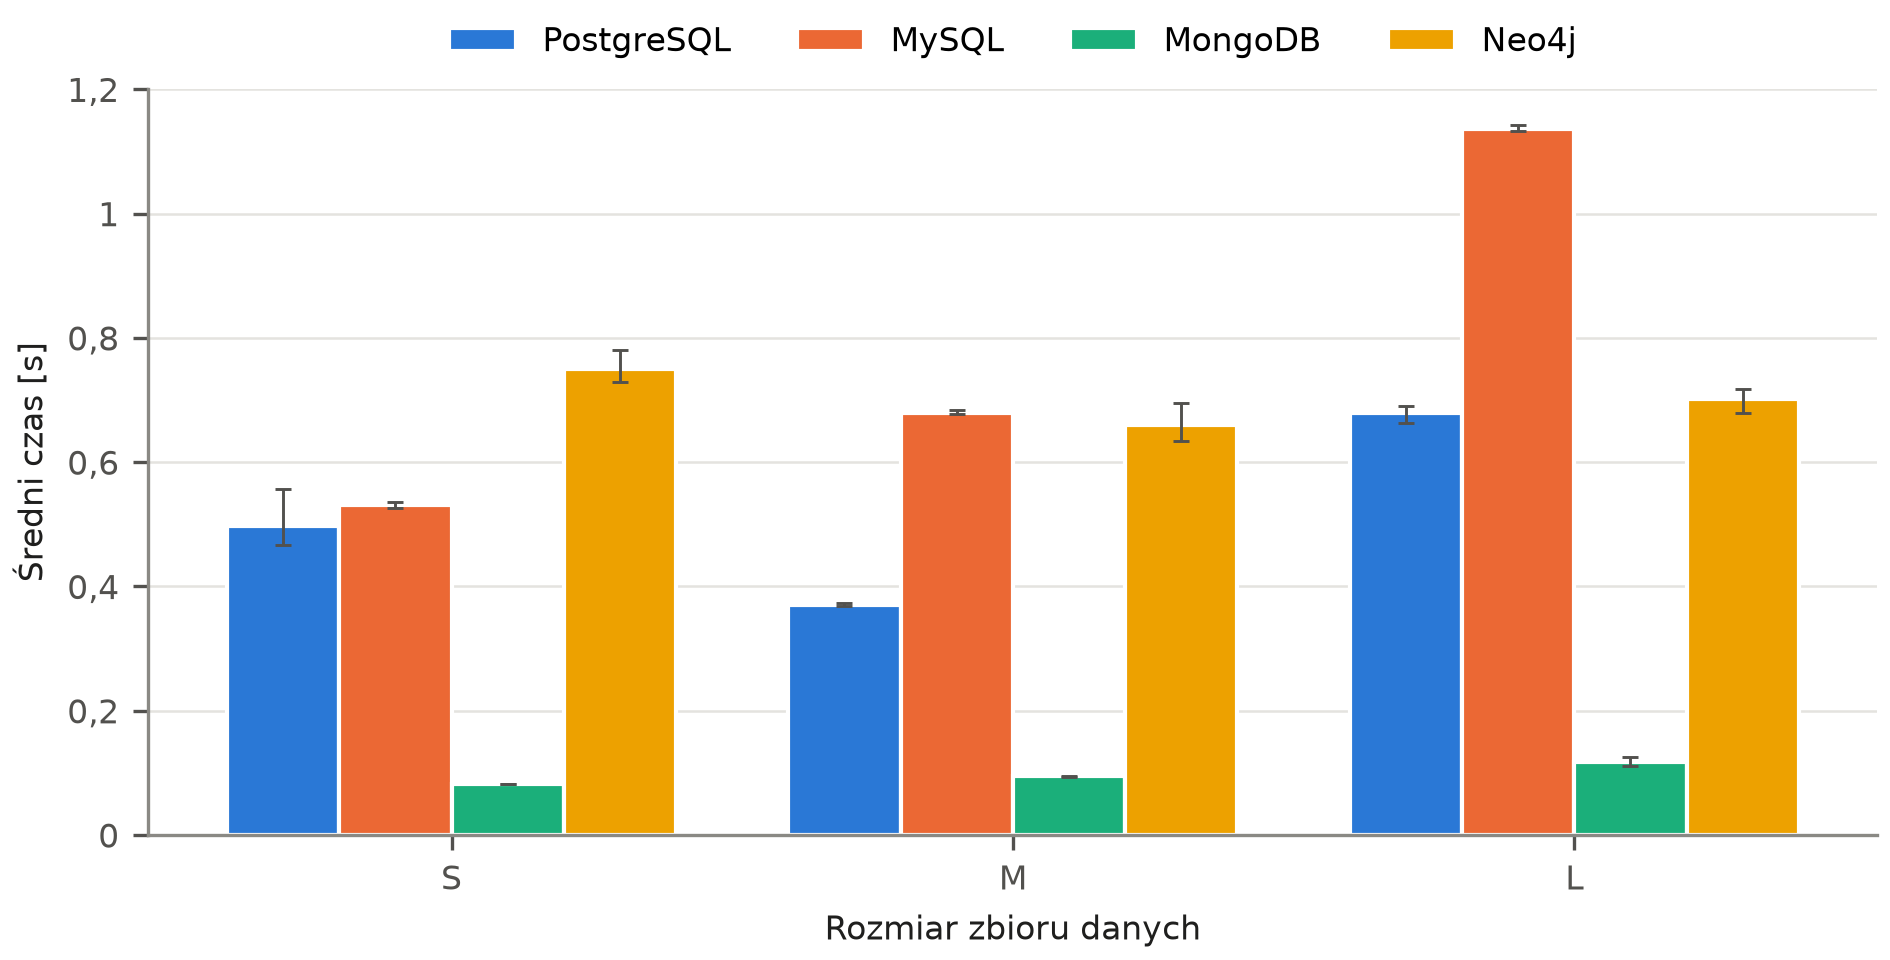 PostgreSQL MySQL MongoDB Neo4j
1,2
1
0,8
0,6
0,4
0,2
0
Średni czas [s]
S M L
Rozmiar zbioru danych